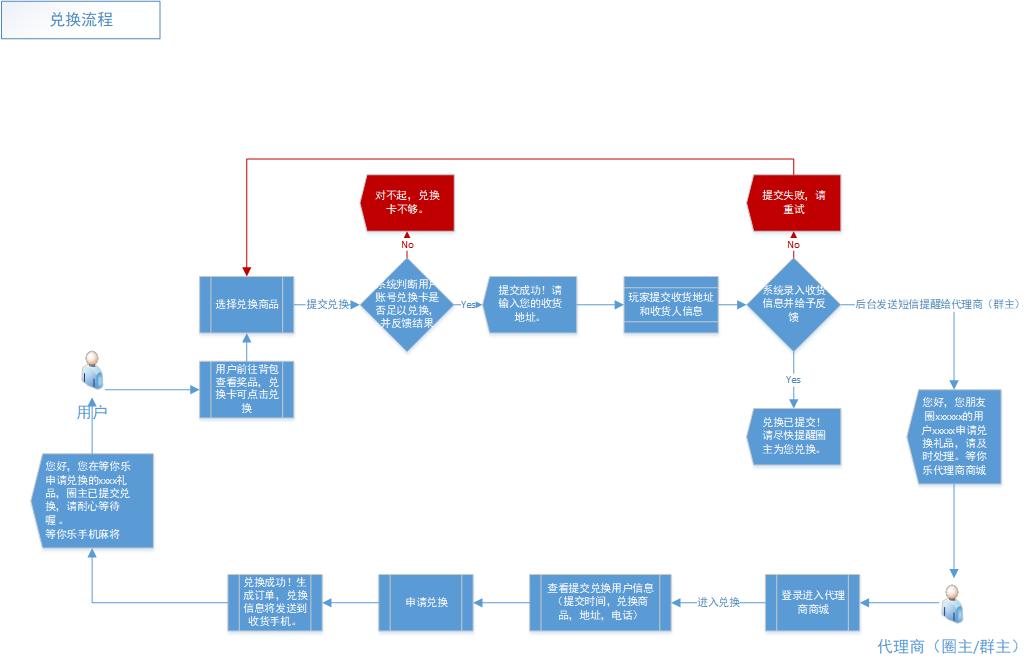 兑换流程
对不起，兑换
卡不够。
提交失败，请
重试
No
No
选择兑换商品
提交兑换
系统判断用户
账号兑换卡是
否足以兑换，
并反馈结果
Yes
提交成功！请
输入您的收货
地址。
玩家提交收货地址
和收货人信息
系统录入收货
信息并给予反
馈
后台发送短信提醒给代理商（群主）
用户前往背包
查看奖品，兑
换卡可点击兑
换
用户
Yes
兑换已提交！
请尽快提醒圈
主为您兑换。
您好，您朋友
圈xxxxxx的用
户xxxxx申请兑
换礼品，请及
时处理。等你
乐代理商商城
您好，您在等你乐
申请兑换的xxxx礼
品，圈主已提交兑
换，请耐心等待
喔 。
等你乐手机麻将
兑换成功！生
成订单，兑换
信息将发送到
收货手机。
申请兑换
查看提交兑换用户信息
（提交时间，兑换商
品，地址，电话）
进入兑换
登录进入代理
商商城
代理商（圈主/群主）